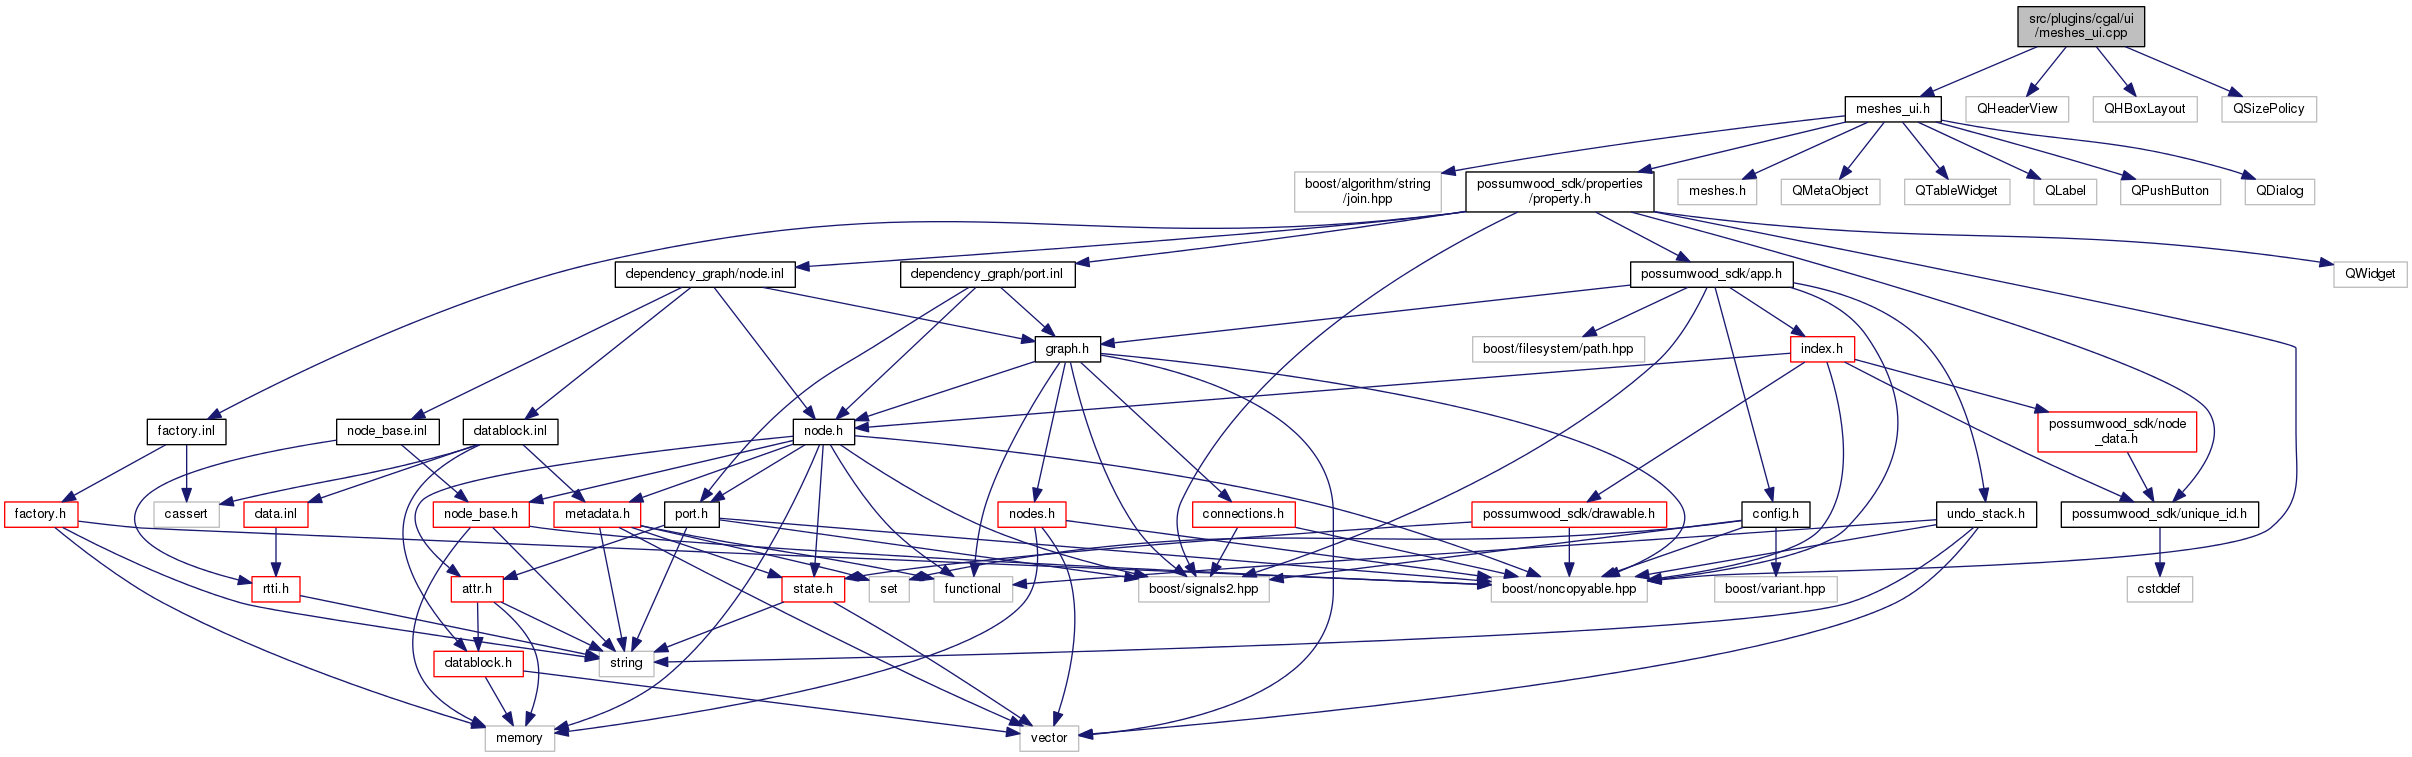 src/plugins/cgal/ui
/meshes_ui.cpp
meshes_ui.h
QHeaderView
QHBoxLayout
QSizePolicy
boost/algorithm/string
/join.hpp
possumwood_sdk/properties
/property.h
meshes.h
QMetaObject
QTableWidget
QLabel
QPushButton
QDialog
dependency_graph/node.inl
dependency_graph/port.inl
possumwood_sdk/app.h
QWidget
graph.h
boost/filesystem/path.hpp
index.h
factory.inl
node_base.inl
datablock.inl
node.h
possumwood_sdk/node
_data.h
factory.h
cassert
data.inl
node_base.h
metadata.h
port.h
nodes.h
connections.h
possumwood_sdk/drawable.h
config.h
undo_stack.h
possumwood_sdk/unique_id.h
rtti.h
attr.h
state.h
set
functional
boost/signals2.hpp
boost/noncopyable.hpp
boost/variant.hpp
cstddef
datablock.h
string
memory
vector